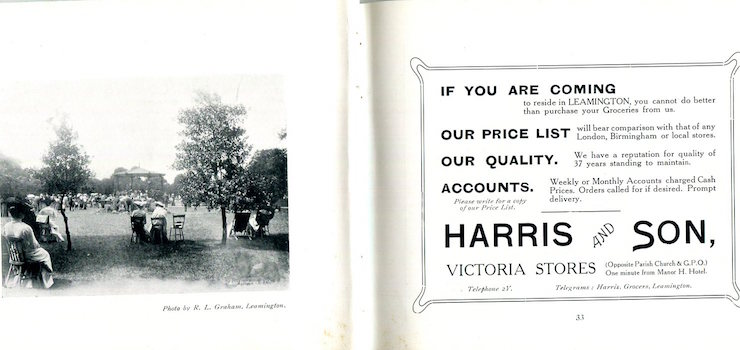 Photo by R. L. Graham, Leamington.
IF YOU ARE COMING
to reside in LEAMINGTON, you cannot do better
than purchase your Groceries from us.
OUR PRICE LIST will bear comparison with that of any
London, Birmingham or local stores.
OUR QUALITY. We have a reputation for quality of
37 years standing to maintain.
ACCOUNTS. Weekly or Monthly Accounts charged Cash
Prices. Orders called for if desired. Prompt
delivery.
Please write for a copy
of our Price List.
HARRIS AND SON,
VICTORIA STORES (Opposite Parish Church & G.P.O.)
One minute from Manor H. Hotel.
Telephone 2Y. Telegrams : Harris, Grocers, Leamington.
33